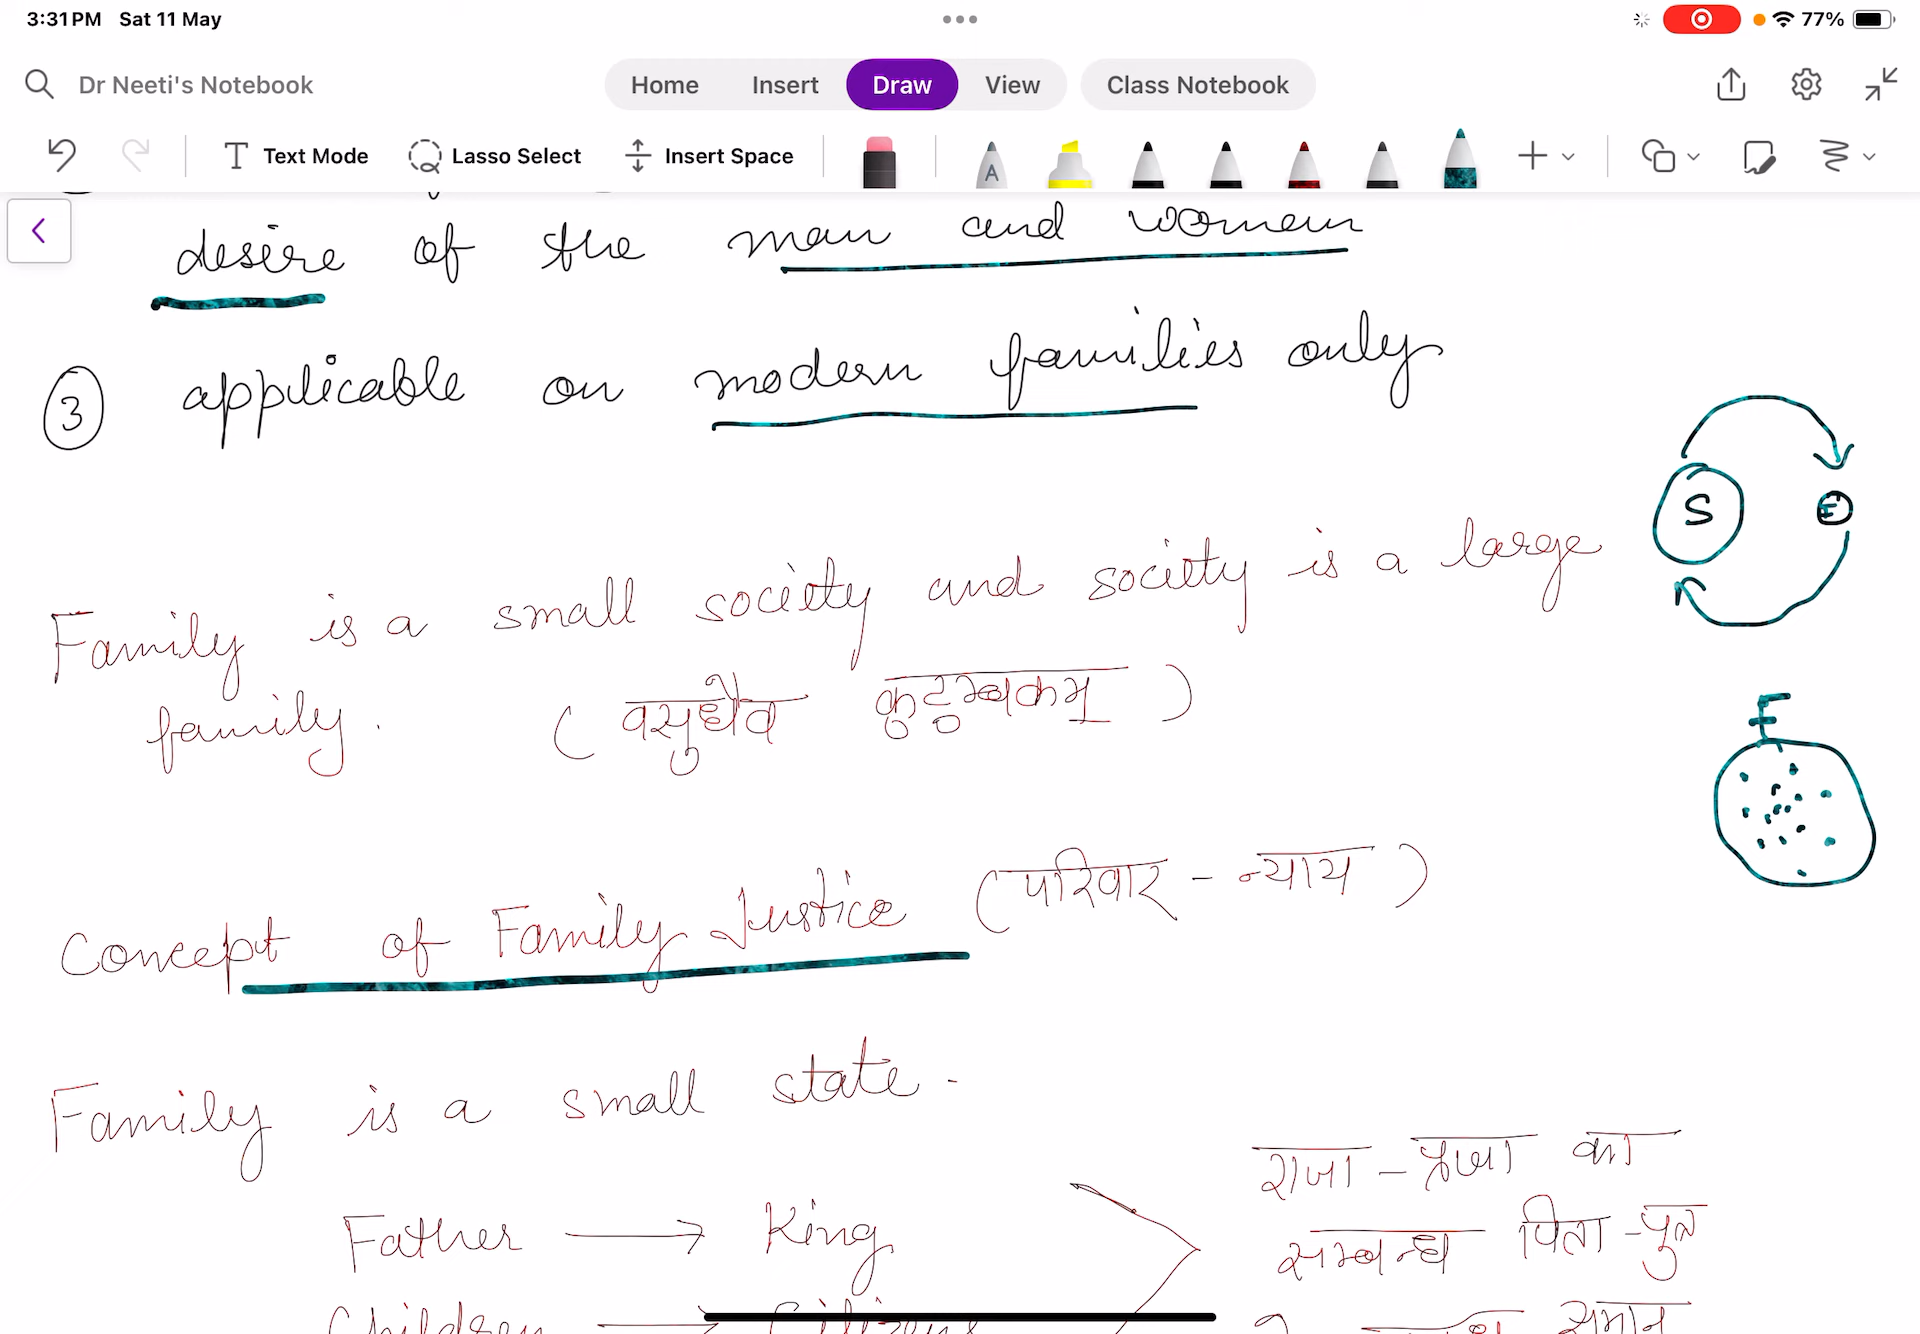 3:31 PM Sat 11 May
77%
Dr Neeti's Notebook
Home Insert Draw View Class Notebook
Text Mode Lasso Select Insert Space
A
desire of the man and women
3 applicable on modern families only
S E
Family is a small society and society is a large
family. (वसुधैव कुटुम्बकम्)
F
Concept of Family Justice (परिवार - न्याय)
Family is a small state.
राजा - प्रजा का
Father → King
सम्बन्ध पिता - पुत्र
Children → Citizens
समान